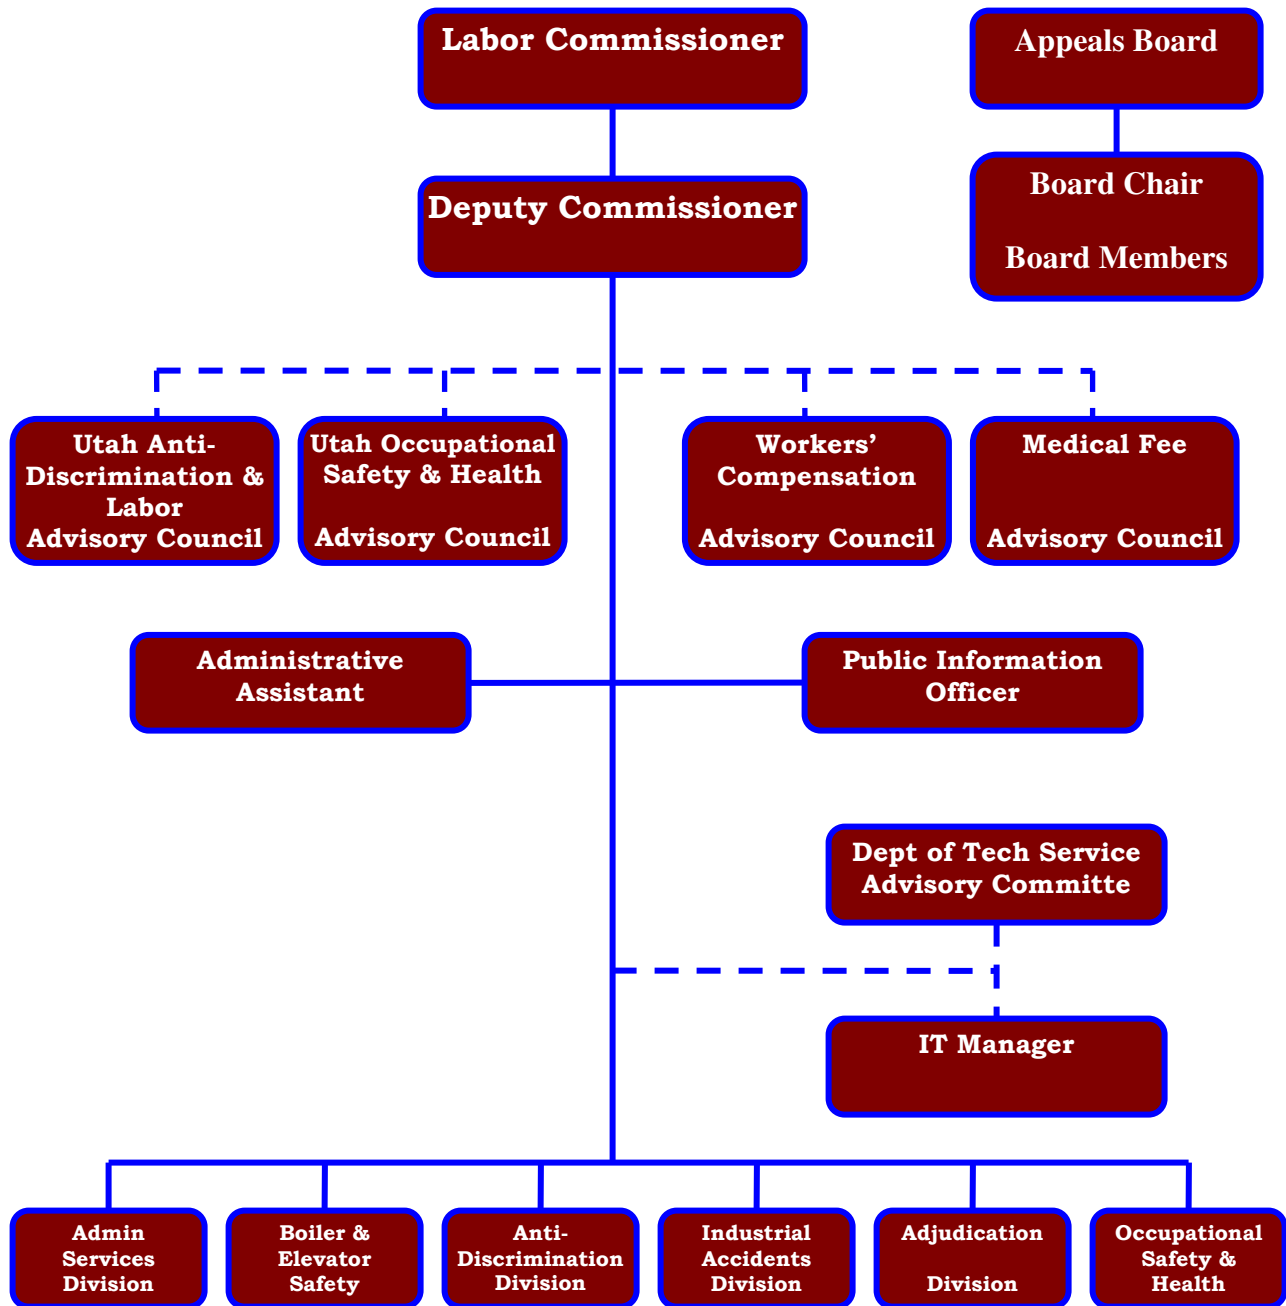 Labor Commissioner
Appeals Board
Deputy Commissioner
Board Chair
Board Members
Utah Anti-
Discrimination &
Labor
Advisory Council
Utah Occupational
Safety & Health
Advisory Council
Workers’
Compensation
Advisory Council
Medical Fee
Advisory Council
Administrative
Assistant
Public Information
Officer
Dept of Tech Service
Advisory Committe
IT Manager
Admin
Services
Division
Boiler &
Elevator
Safety
Anti-
Discrimination
Division
Industrial
Accidents
Division
Adjudication
Division
Occupational
Safety &
Health